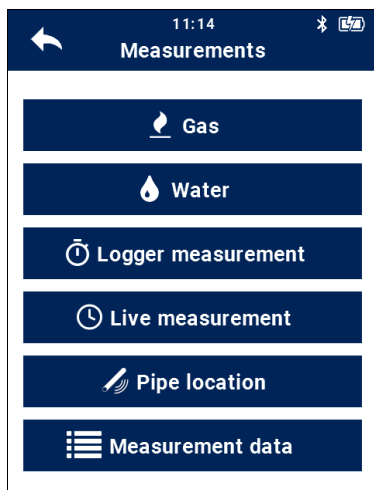 11:14
Measurements
Gas
Water
Logger measurement
Live measurement
Pipe location
Measurement data